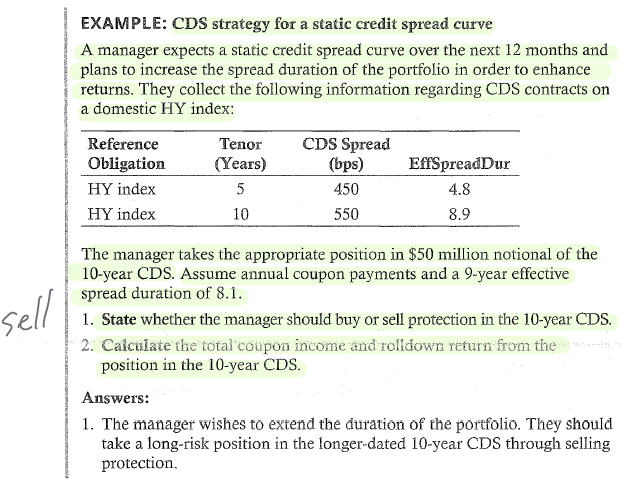 EXAMPLE: CDS strategy for a static credit spread curve
A manager expects a static credit spread curve over the next 12 months and
plans to increase the spread duration of the portfolio in order to enhance
returns. They collect the following information regarding CDS contracts on
a domestic HY index:
Reference Obligation Tenor (Years) CDS Spread (bps) EffSpreadDur
HY index 5 450 4.8
HY index 10 550 8.9
The manager takes the appropriate position in $50 million notional of the
10-year CDS. Assume annual coupon payments and a 9-year effective
spread duration of 8.1.
sell
1. State whether the manager should buy or sell protection in the 10-year CDS.
2. Calculate the total coupon income and rolldown return from the
position in the 10-year CDS.
Answers:
1. The manager wishes to extend the duration of the portfolio. They should
take a long-risk position in the longer-dated 10-year CDS through selling
protection.